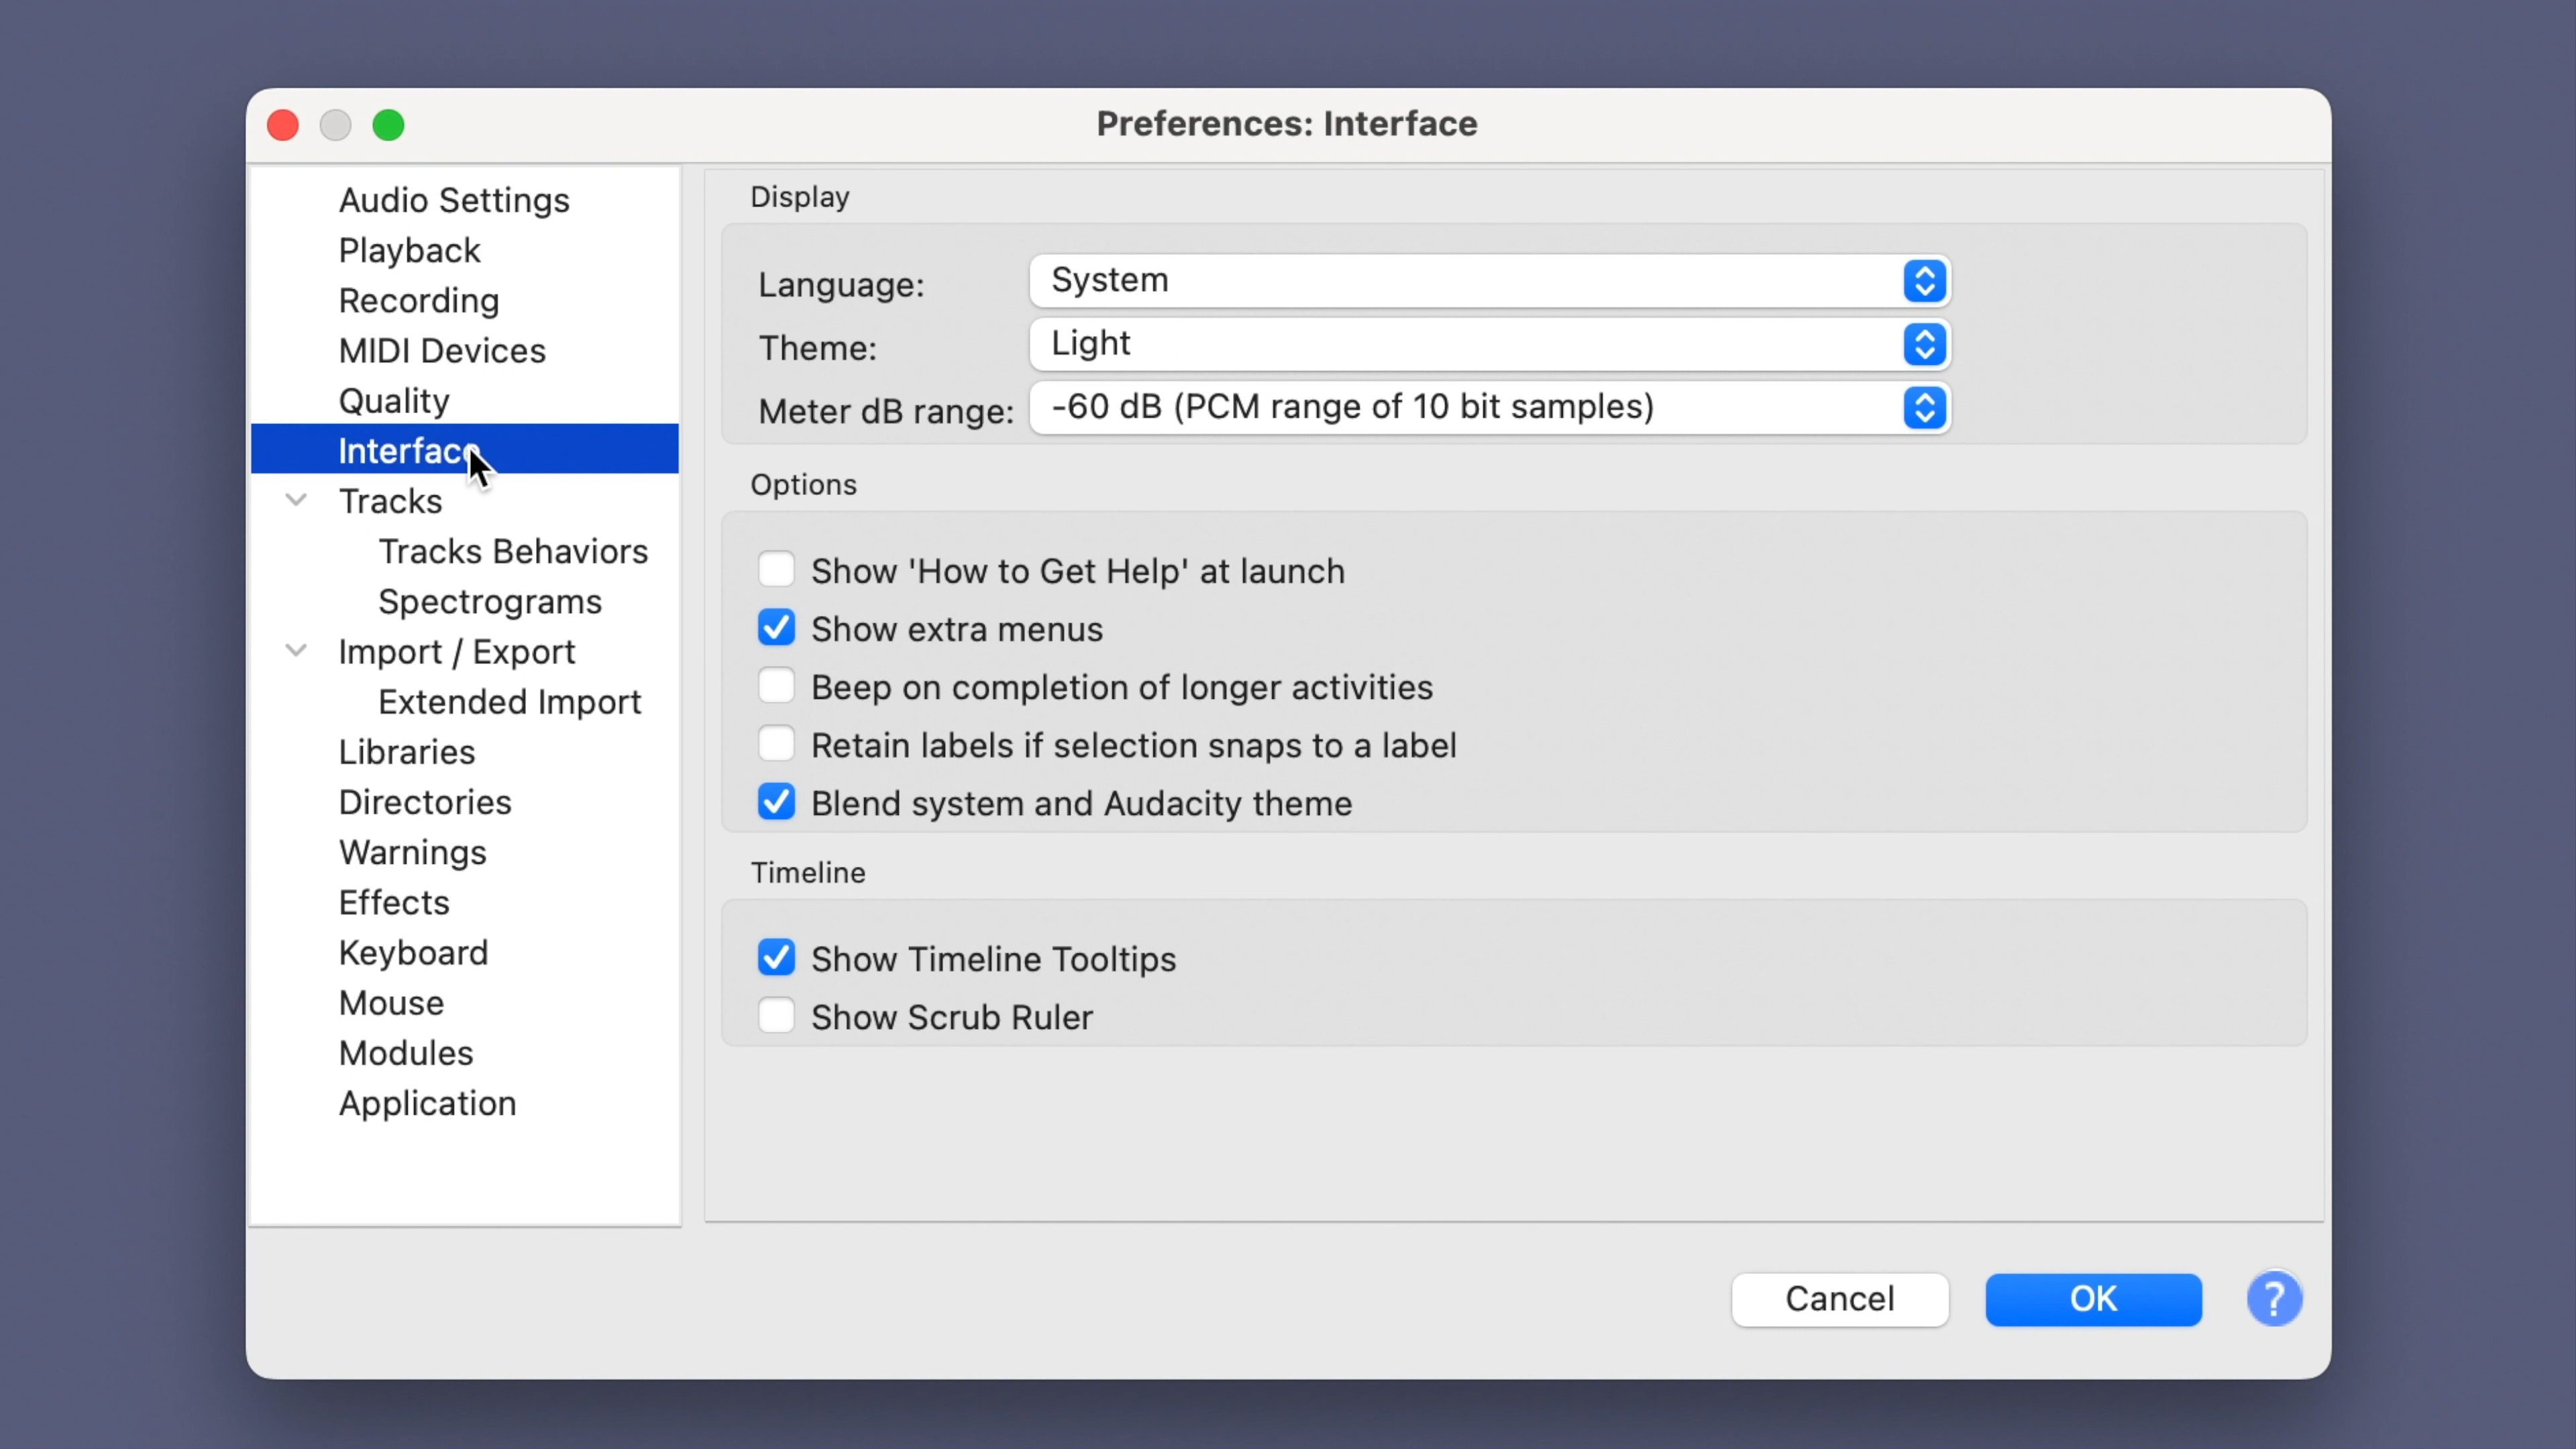 Preferences: Interface
Audio Settings
Playback
Recording
MIDI Devices
Quality
Interface
Tracks
Tracks Behaviors
Spectrograms
Import / Export
Extended Import
Libraries
Directories
Warnings
Effects
Keyboard
Mouse
Modules
Application
Display
Language: System
Theme: Light
Meter dB range: -60 dB (PCM range of 10 bit samples)
Options
Show 'How to Get Help' at launch
Show extra menus
Beep on completion of longer activities
Retain labels if selection snaps to a label
Blend system and Audacity theme
Timeline
Show Timeline Tooltips
Show Scrub Ruler
Cancel OK ?